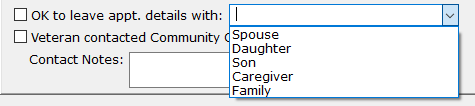 OK to leave appt. details with:
Spouse
Veteran contacted Community
Daughter
Son
Contact Notes:
Caregiver
Family